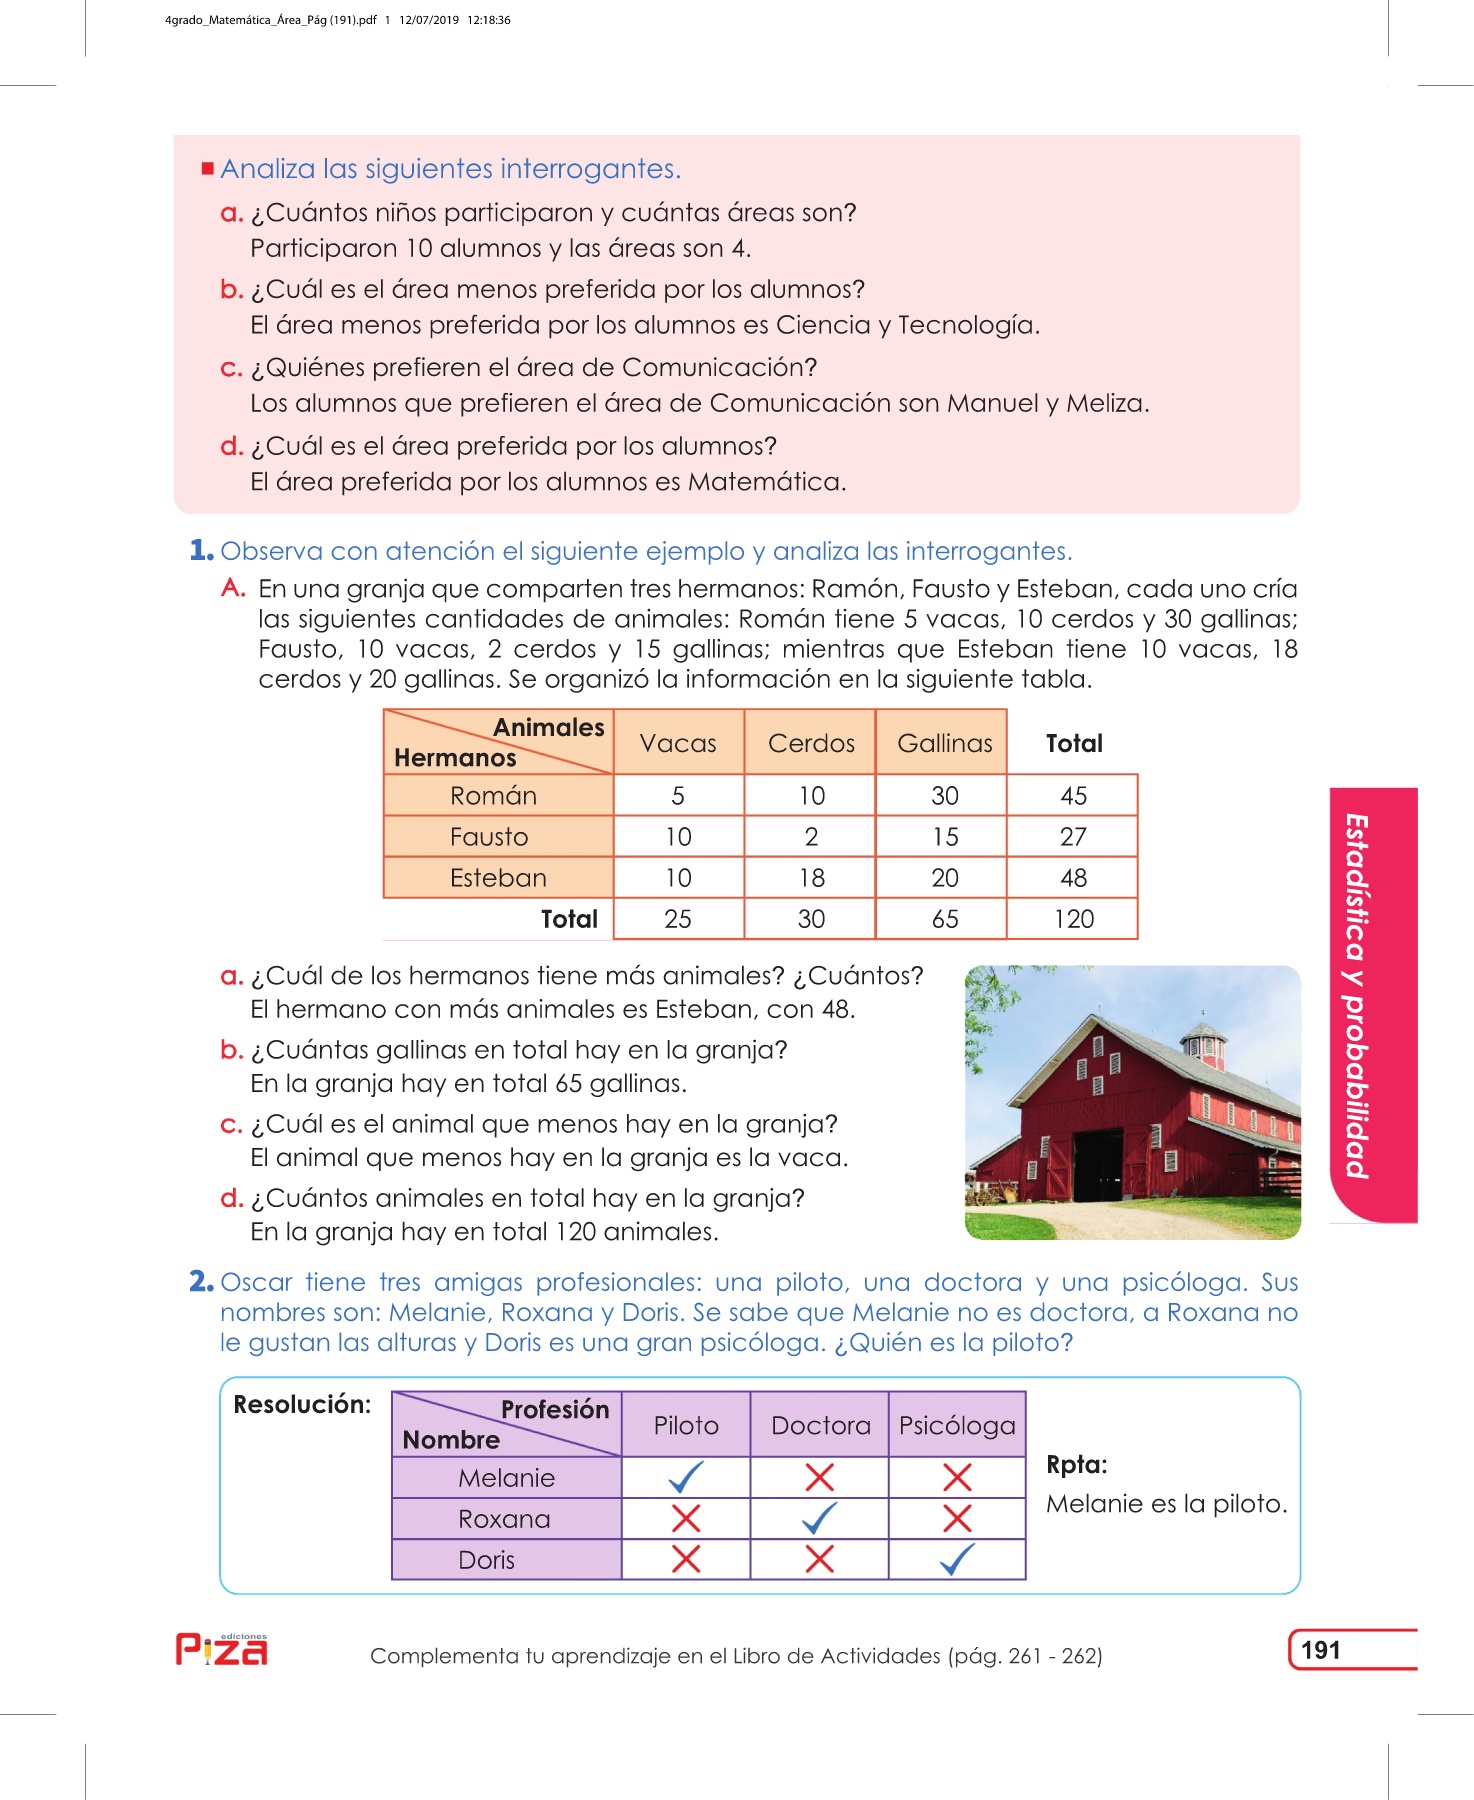 4grado_Matemática_Área_Pág (191).pdf 1 12/07/2019 12:18:36
Analiza las siguientes interrogantes.
a. ¿Cuántos niños participaron y cuántas áreas son?
Participaron 10 alumnos y las áreas son 4.
b. ¿Cuál es el área menos preferida por los alumnos?
El área menos preferida por los alumnos es Ciencia y Tecnología.
c. ¿Quiénes prefieren el área de Comunicación?
Los alumnos que prefieren el área de Comunicación son Manuel y Meliza.
d. ¿Cuál es el área preferida por los alumnos?
El área preferida por los alumnos es Matemática.
1. Observa con atención el siguiente ejemplo y analiza las interrogantes.
A. En una granja que comparten tres hermanos: Ramón, Fausto y Esteban, cada uno cría
las siguientes cantidades de animales: Román tiene 5 vacas, 10 cerdos y 30 gallinas;
Fausto, 10 vacas, 2 cerdos y 15 gallinas; mientras que Esteban tiene 10 vacas, 18
cerdos y 20 gallinas. Se organizó la información en la siguiente tabla.
Animales
Hermanos
Vacas Cerdos Gallinas Total
Román 5 10 30 45
Fausto 10 2 15 27
Esteban 10 18 20 48
Total 25 30 65 120
a. ¿Cuál de los hermanos tiene más animales? ¿Cuántos?
El hermano con más animales es Esteban, con 48.
b. ¿Cuántas gallinas en total hay en la granja?
En la granja hay en total 65 gallinas.
c. ¿Cuál es el animal que menos hay en la granja?
El animal que menos hay en la granja es la vaca.
d. ¿Cuántos animales en total hay en la granja?
En la granja hay en total 120 animales.
Estadística y probabilidad
2. Oscar tiene tres amigas profesionales: una piloto, una doctora y una psicóloga. Sus
nombres son: Melanie, Roxana y Doris. Se sabe que Melanie no es doctora, a Roxana no
le gustan las alturas y Doris es una gran psicóloga. ¿Quién es la piloto?
Resolución:
Profesión
Nombre
Piloto Doctora Psicóloga
Melanie
Roxana
Doris
Rpta:
Melanie es la piloto.
ediciones
Piza
Complementa tu aprendizaje en el Libro de Actividades (pág. 261 - 262)
191